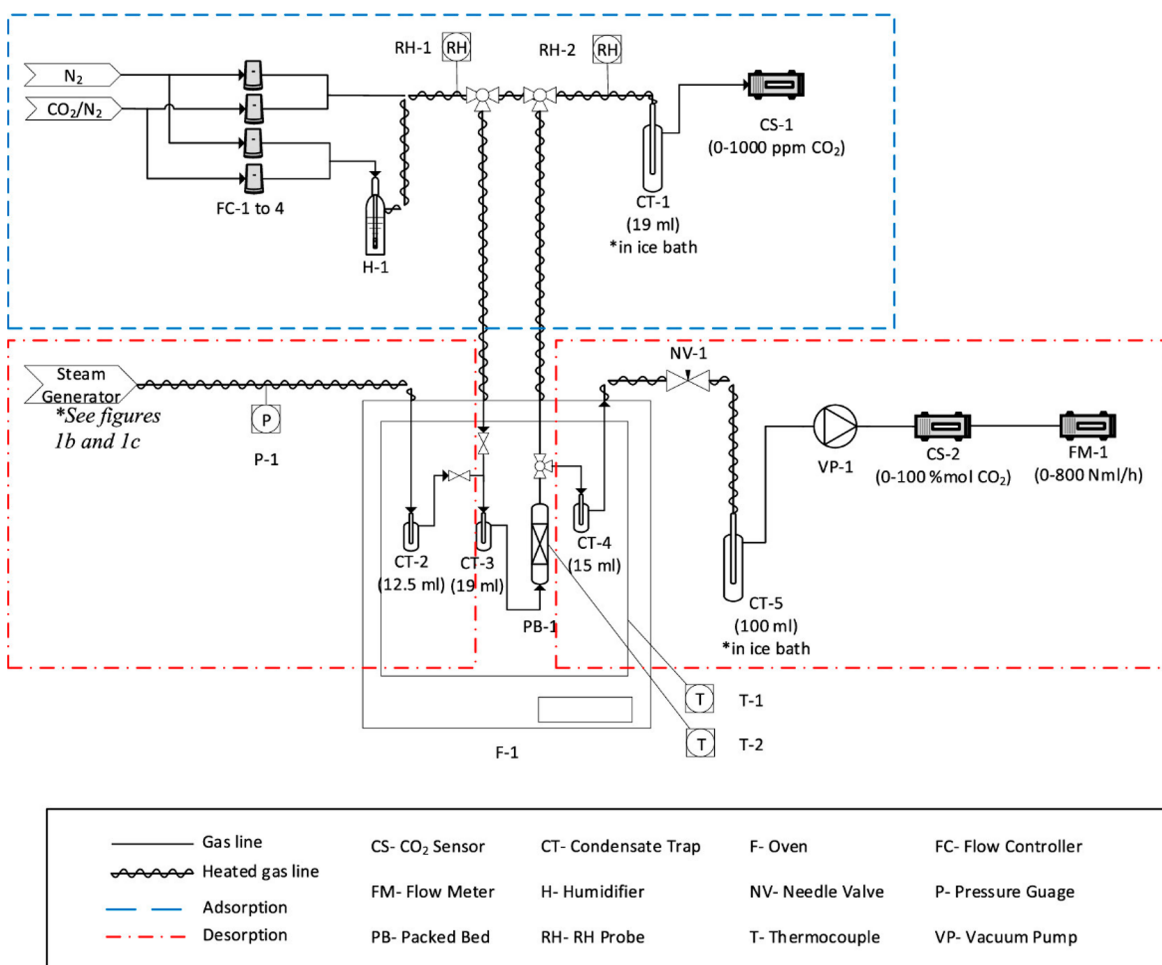 RH-1
RH
RH-2
RH
N2
CO2/N2
FC-1 to 4
H-1
CT-1
(19 ml)
*in ice bath
CS-1
(0-1000 ppm CO2)
Steam
Generator
*See figures
1b and 1c
P
P-1
NV-1
VP-1
CS-2
(0-100 %mol CO2)
FM-1
(0-800 Nml/h)
CT-2
(12.5 ml)
CT-3
(19 ml)
PB-1
CT-4
(15 ml)
CT-5
(100 ml)
*in ice bath
T
T-1
T
T-2
F-1
Gas line
Heated gas line
Adsorption
Desorption
CS- CO2 Sensor
CT- Condensate Trap
F- Oven
FC- Flow Controller
FM- Flow Meter
H- Humidifier
NV- Needle Valve
P- Pressure Guage
PB- Packed Bed
RH- RH Probe
T- Thermocouple
VP- Vacuum Pump